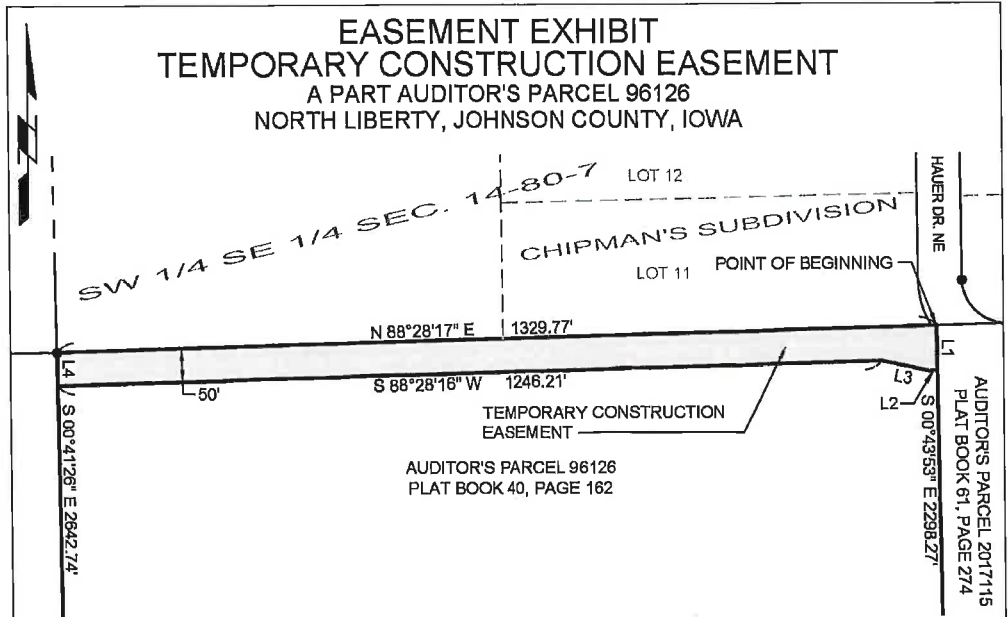 EASEMENT EXHIBIT
TEMPORARY CONSTRUCTION EASEMENT
A PART AUDITOR'S PARCEL 96126
NORTH LIBERTY, JOHNSON COUNTY, IOWA
N
SW 1/4 SE 1/4 SEC. 14-80-7
LOT 12
CHIPMAN'S SUBDIVISION
LOT 11
HAUER DR. NE
POINT OF BEGINNING
N 88°28'17" E 1329.77'
L1
L4
50'
S 88°28'16" W 1246.21'
L3
L2
TEMPORARY CONSTRUCTION
EASEMENT
AUDITOR'S PARCEL 96126
PLAT BOOK 40, PAGE 162
S 00°41'26" E 2642.74'
S 00°43'53" E 2298.27'
AUDITOR'S PARCEL 2017115
PLAT BOOK 61, PAGE 274